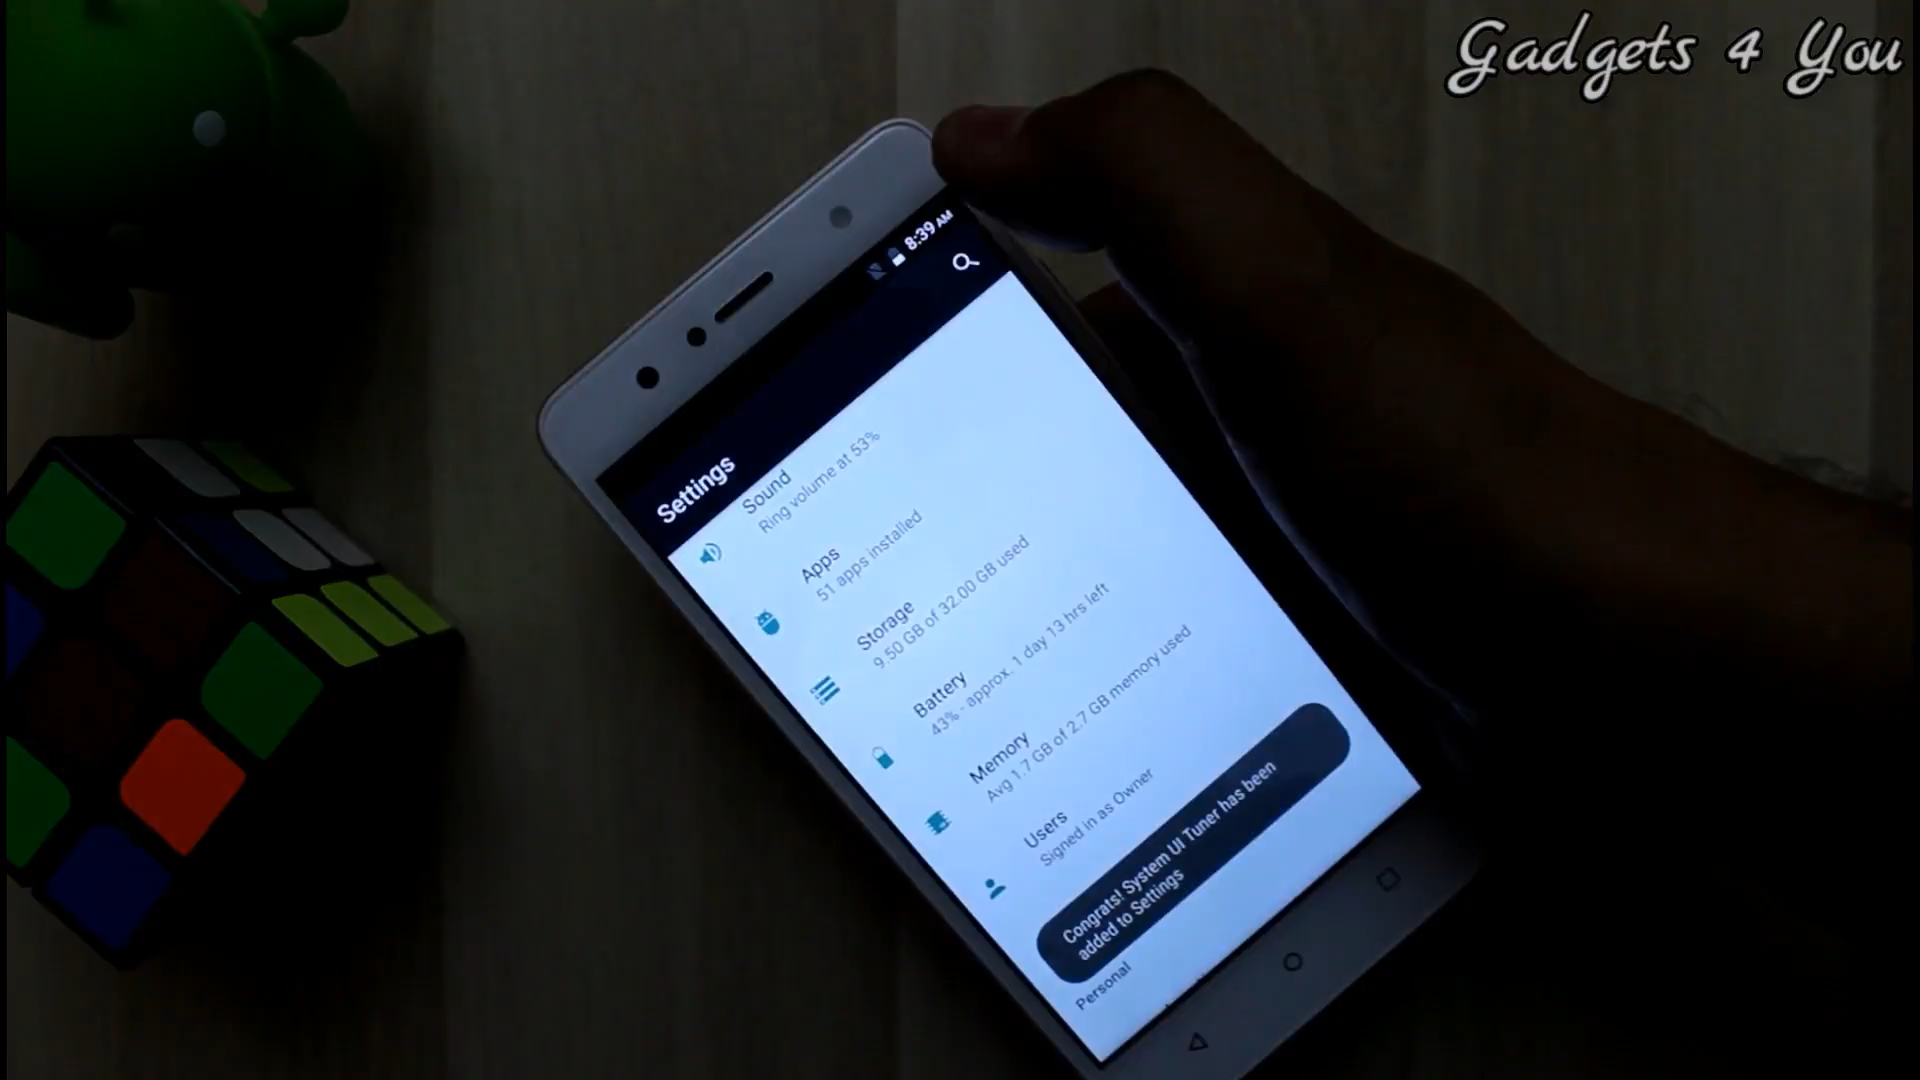 Gadgets 4 You
8:39 AM
Settings
Sound
Ring volume at 53%
Apps
51 apps installed
Storage
9.50 GB of 32.00 GB used
Battery
43% - approx. 1 day 13 hrs left
Memory
Avg 1.7 GB of 2.7 GB memory used
Users
Signed in as Owner
Congrats! System UI Tuner has been
added to Settings
Personal